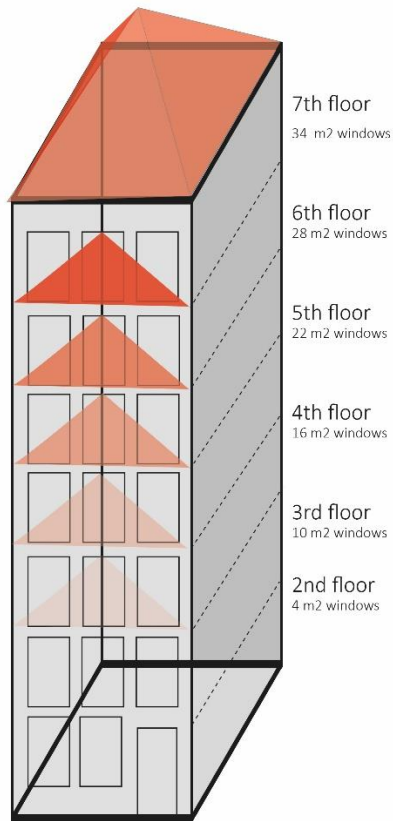 7th floor
34 m2 windows
6th floor
28 m2 windows
5th floor
22 m2 windows
4th floor
16 m2 windows
3rd floor
10 m2 windows
2nd floor
4 m2 windows